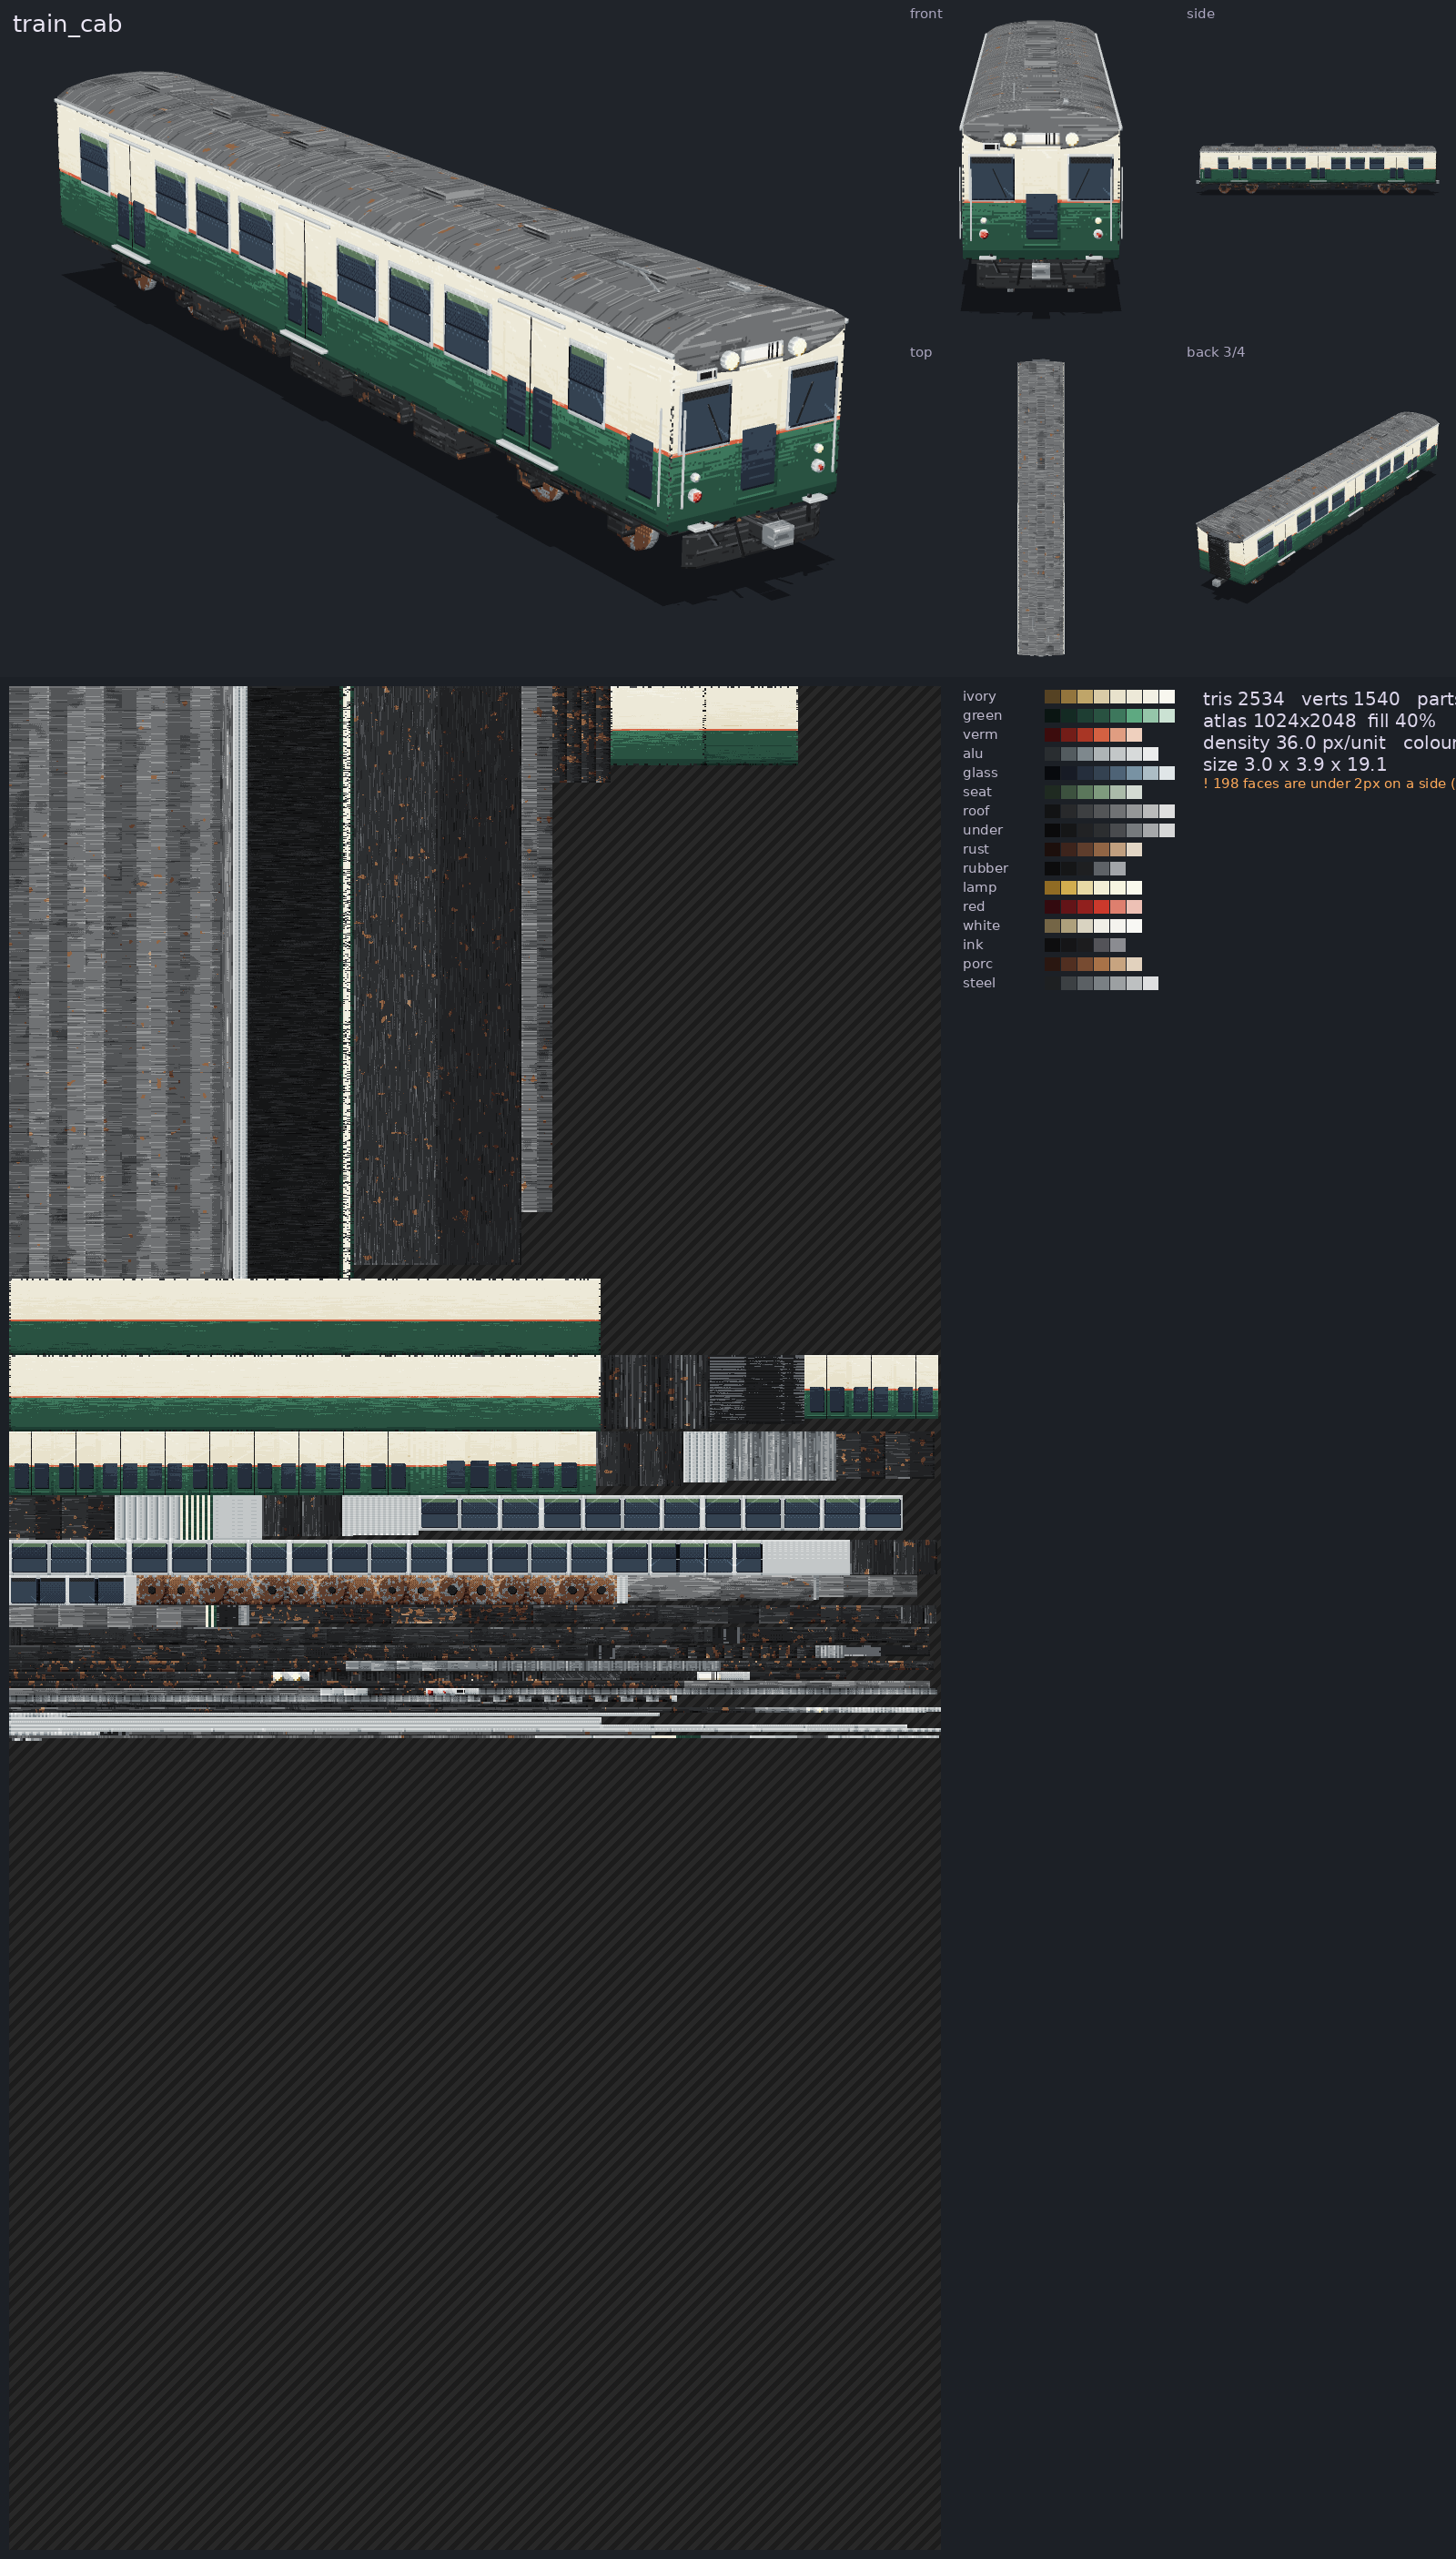 train_cab
front
side
top
back 3/4
ivory
green
verm
alu
glass
seat
roof
under
rust
rubber
lamp
red
white
ink
porc
steel
tris 2534 verts 1540 parts
atlas 1024x2048 fill 40%
density 36.0 px/unit colour
size 3.0 x 3.9 x 19.1
! 198 faces are under 2px on a side (